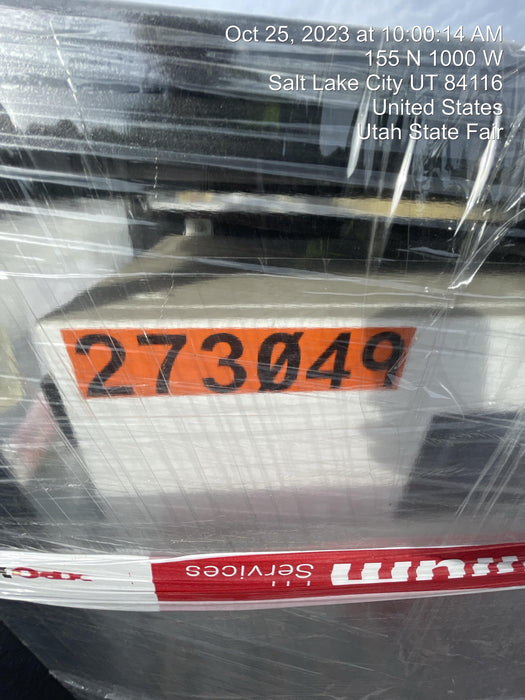 Oct 25, 2023 at 10:00:14 AM
155 N 1000 W
Salt Lake City UT 84116
United States
Utah State Fair
273049
Services